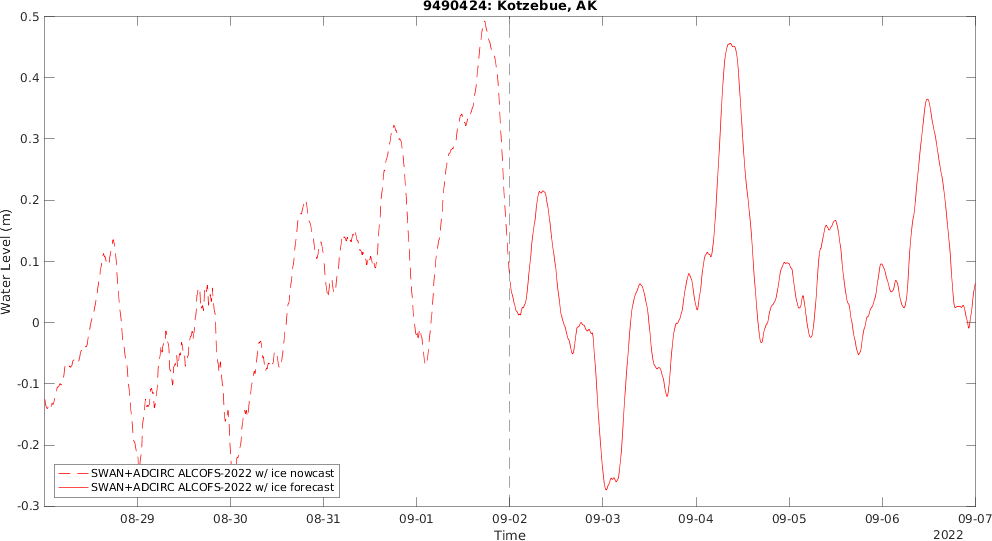 9490424: Kotzebue, AK
0.5
0.4
0.3
0.2
0.1
0
-0.1
-0.2
-0.3
Water Level (m)
SWAN+ADCIRC ALCOFS-2022 w/ ice nowcast
SWAN+ADCIRC ALCOFS-2022 w/ ice forecast
08-29 08-30 08-31 09-01 09-02 09-03 09-04 09-05 09-06 09-07
Time
2022